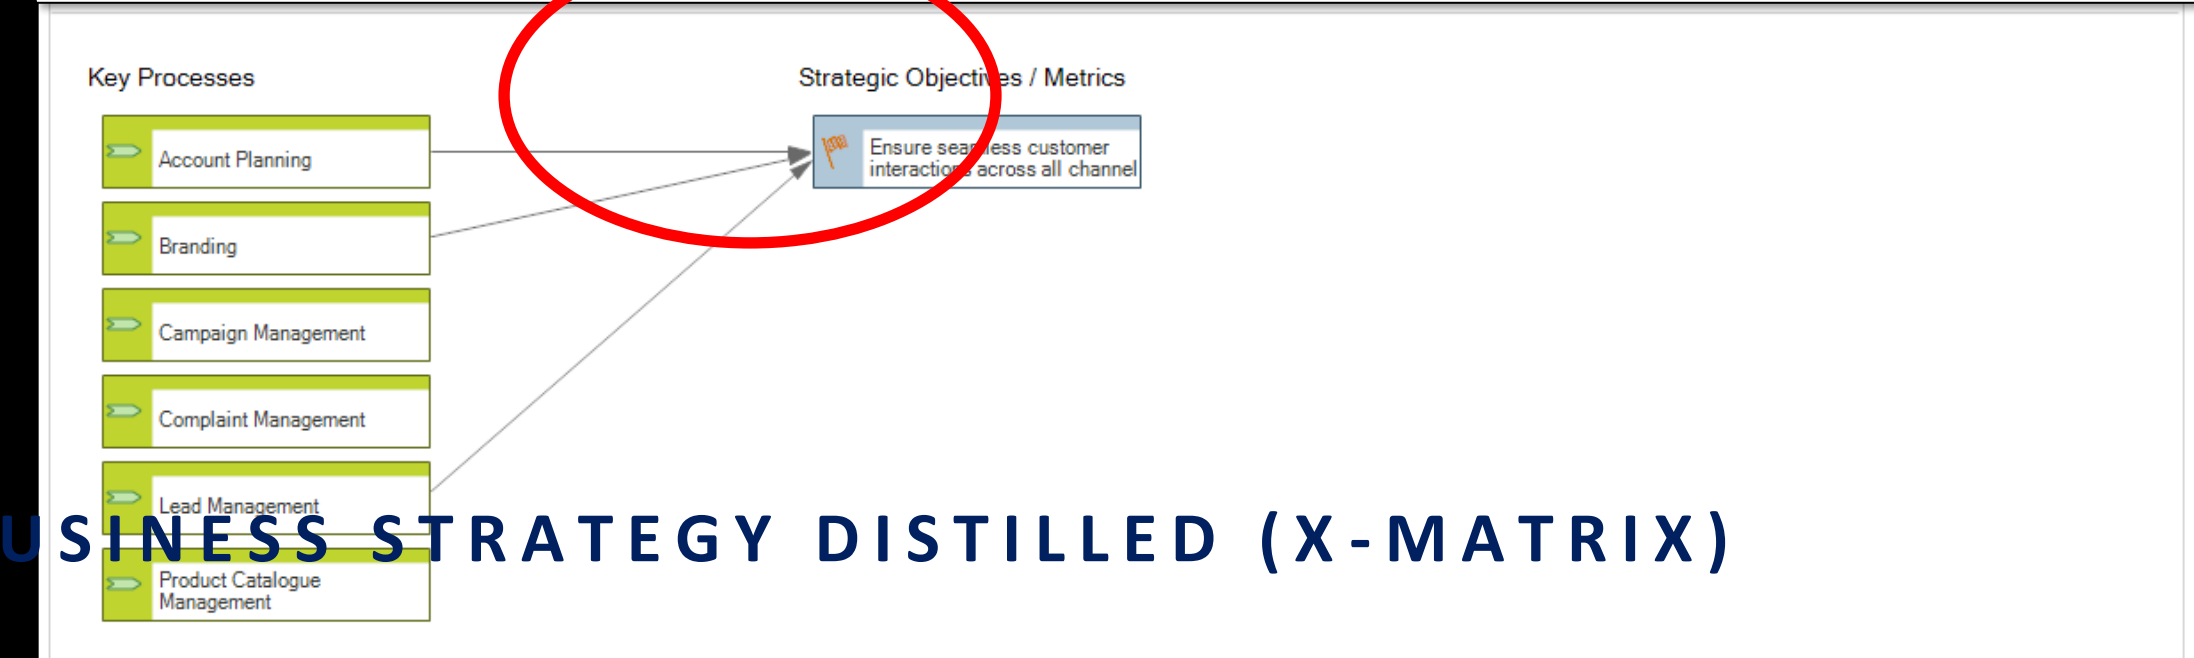 Key Processes
Strategic Objectives / Metrics
Account Planning
Ensure seamless customer
interactions across all channel
Branding
Campaign Management
Complaint Management
Lead Management
USINESS STRATEGY DISTILLED (X-MATRIX)
Product Catalogue
Management